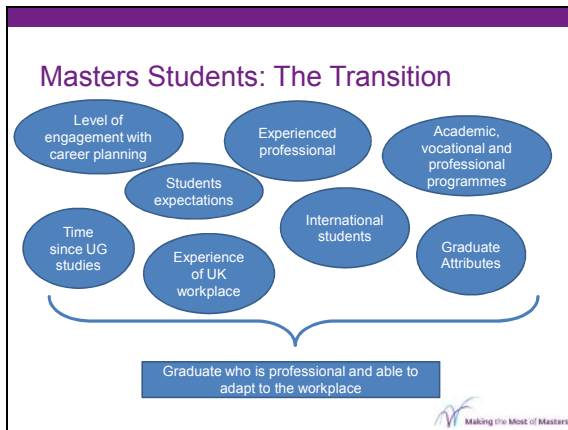 Masters Students: The Transition
Level of
engagement with
career planning
Experienced
professional
Academic,
vocational and
professional
programmes
Students
expectations
Time
since UG
studies
Experience
of UK
workplace
International
students
Graduate
Attributes
Graduate who is professional and able to
adapt to the workplace
Making the Most of Masters